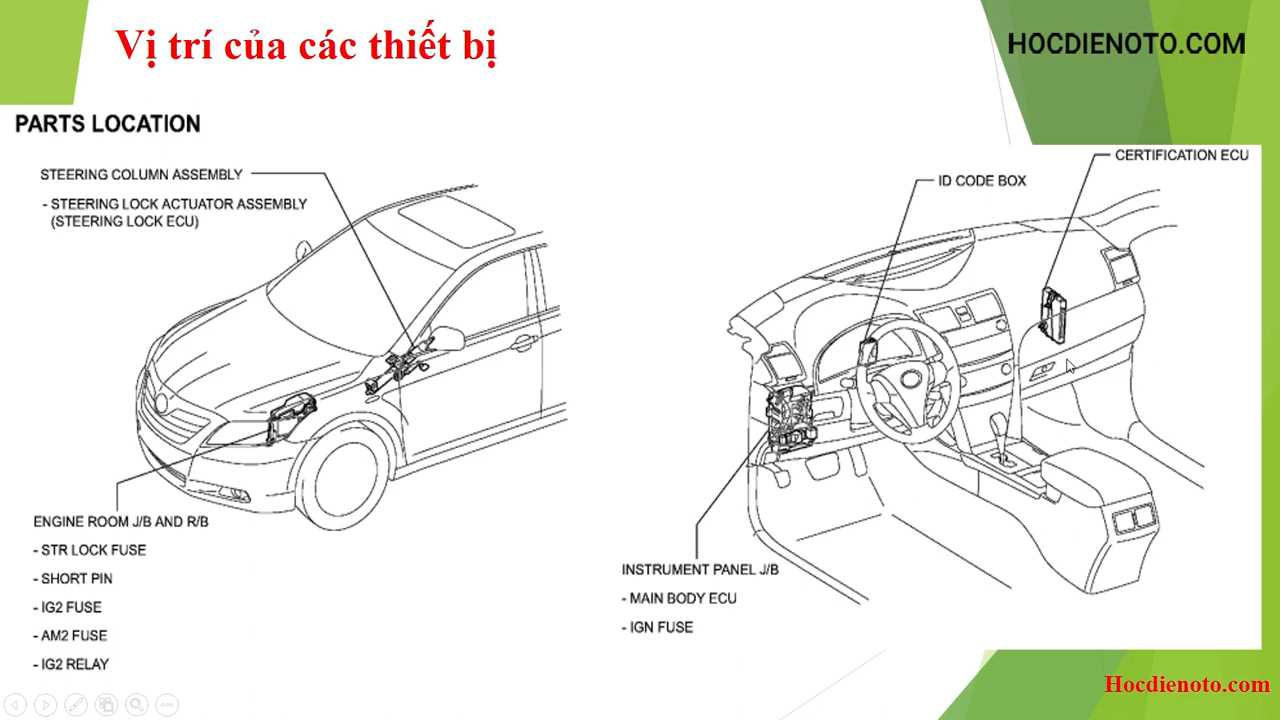 Vị trí của các thiết bị
HOCDIENOTO.COM
PARTS LOCATION
STEERING COLUMN ASSEMBLY
- STEERING LOCK ACTUATOR ASSEMBLY
(STEERING LOCK ECU)
ENGINE ROOM J/B AND R/B
- STR LOCK FUSE
- SHORT PIN
- IG2 FUSE
- AM2 FUSE
- IG2 RELAY
CERTIFICATION ECU
ID CODE BOX
INSTRUMENT PANEL J/B
- MAIN BODY ECU
- IGN FUSE
Hocdienoto.com